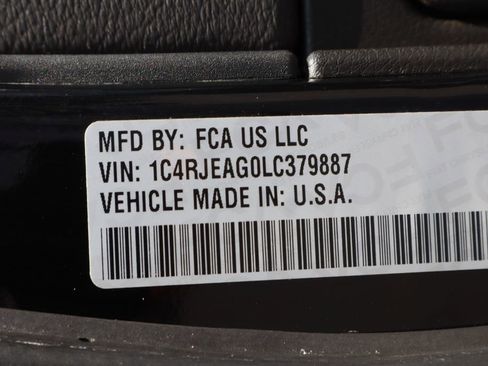 MFD BY: FCA US LLC
VIN: 1C4RJEAG0LC379887
VEHICLE MADE IN: U.S.A.